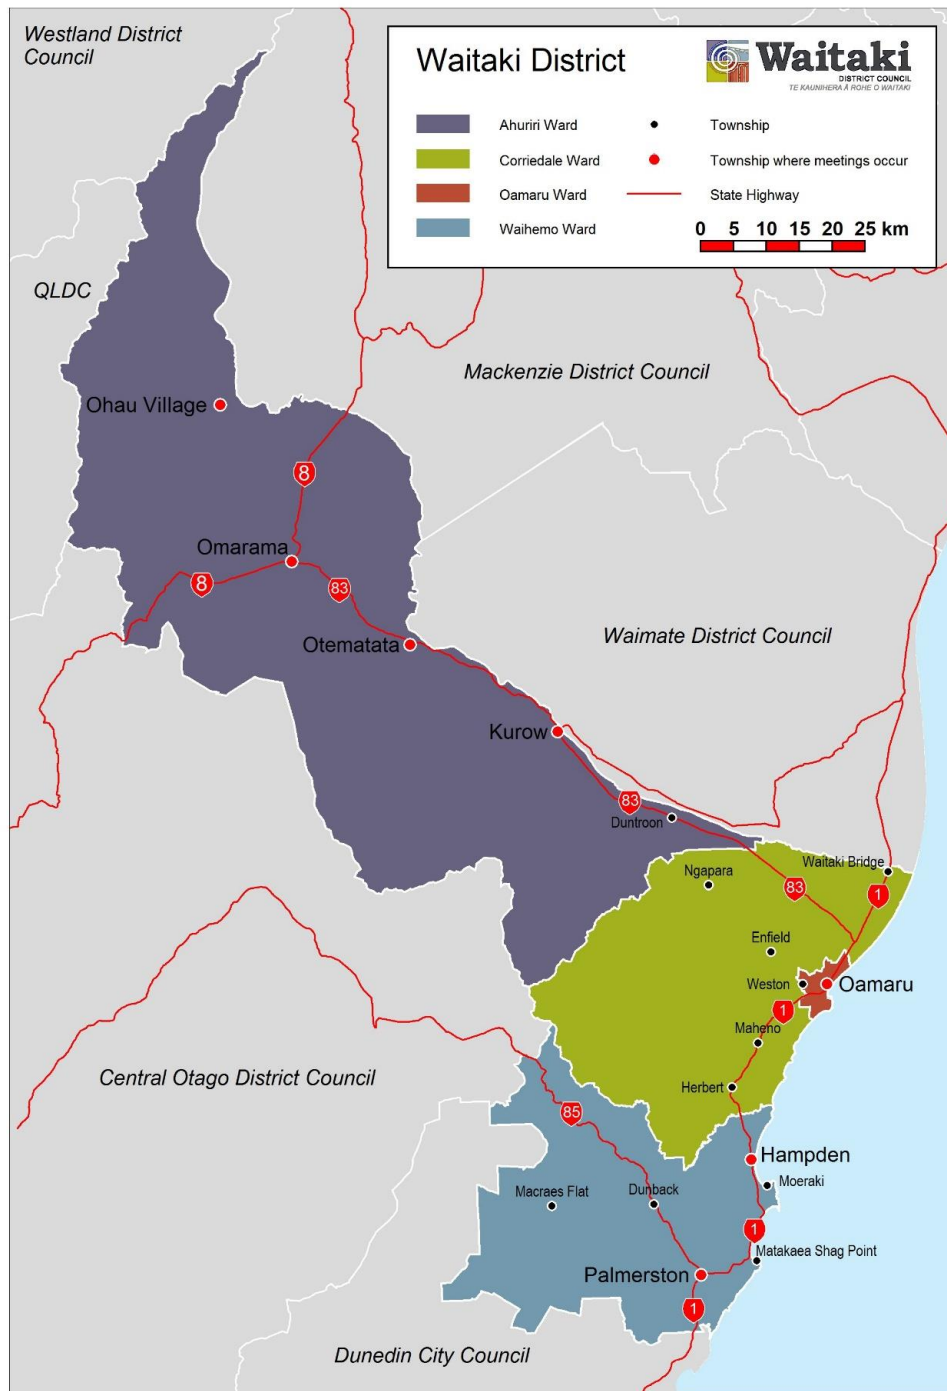 Westland District
Council
Waitaki District
Waitaki
DISTRICT COUNCIL
TE KAUNIHERA Ā ROHE O WAITAKI
Ahuriri Ward
Township
Corriedale Ward
Township where meetings occur
Oamaru Ward
State Highway
Waihemo Ward
0 5 10 15 20 25 km
QLDC
Mackenzie District Council
Ohau Village
8
Omarama
8
83
Otematata
Waimate District Council
Kurow
83
Duntroon
Waitaki Bridge
Ngapara
83
1
Enfield
Weston
Oamaru
1
Maheno
Central Otago District Council
Herbert
85
Hampden
Moeraki
Macraes Flat
Dunback
1
Matakaea Shag Point
Palmerston
1
Dunedin City Council